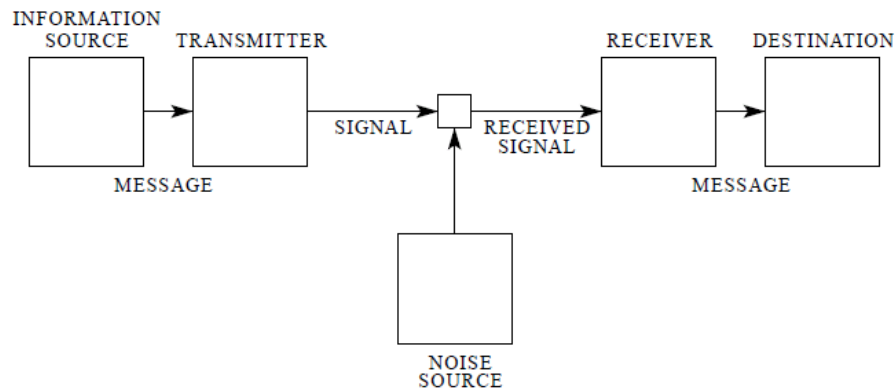 INFORMATION
SOURCE
TRANSMITTER
RECEIVER
DESTINATION
SIGNAL
RECEIVED
SIGNAL
MESSAGE
MESSAGE
NOISE
SOURCE